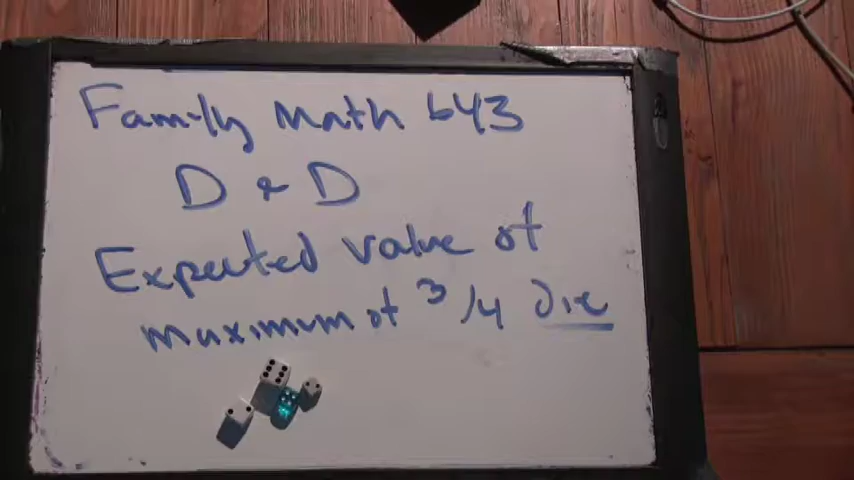 Family Math 643
D & D
Expected value of
maximum of 3/4 Die